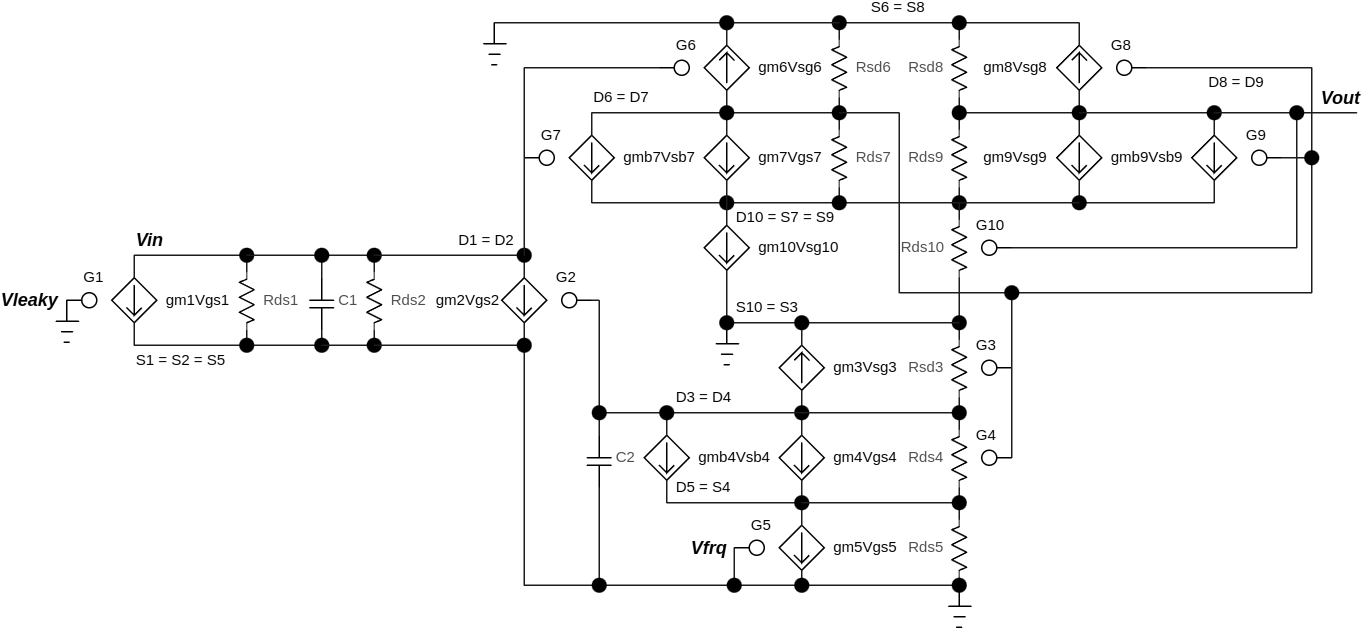 S6 = S8
G6
gm6Vsg6
Rsd6
Rsd8
gm8Vsg8
G8
D8 = D9
Vout
D6 = D7
G7
gmb7Vsb7
gm7Vgs7
Rds7
Rds9
gm9Vsg9
gmb9Vsb9
G9
D10 = S7 = S9
G10
gm10Vsg10
Rds10
Vin
D1 = D2
G1
Vleaky
gm1Vgs1
Rds1
C1
Rds2
gm2Vgs2
G2
S1 = S2 = S5
S10 = S3
G3
gm3Vsg3
Rsd3
D3 = D4
G4
C2
gmb4Vsb4
gm4Vgs4
Rds4
D5 = S4
G5
Vfrq
gm5Vgs5
Rds5